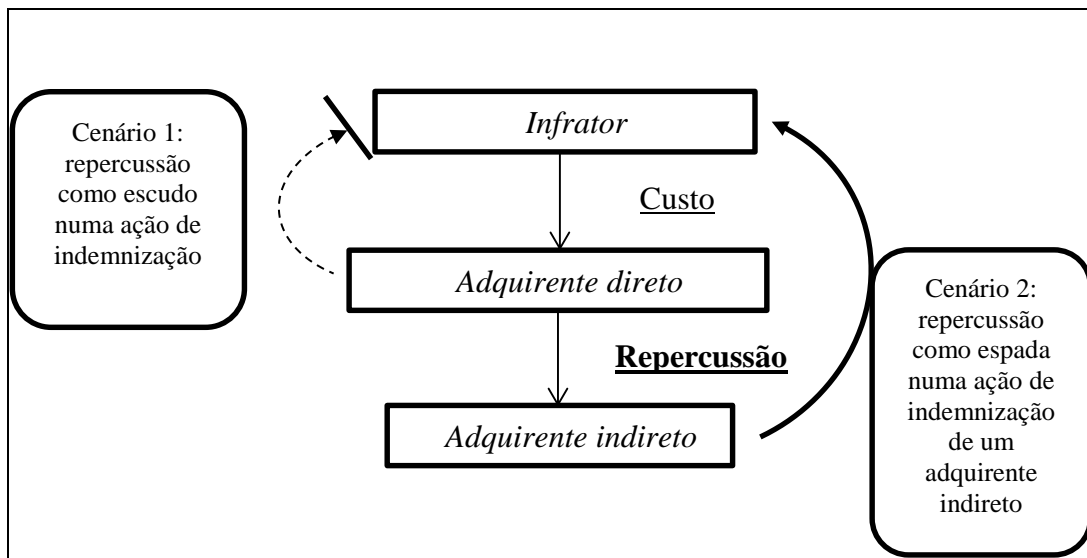 Cenário 1:
repercussão
como escudo
numa ação de
indemnização
Infrator
Custo
Adquirente direto
Repercussão
Adquirente indireto
Cenário 2:
repercussão
como espada
numa ação de
indemnização
de um
adquirente
indireto